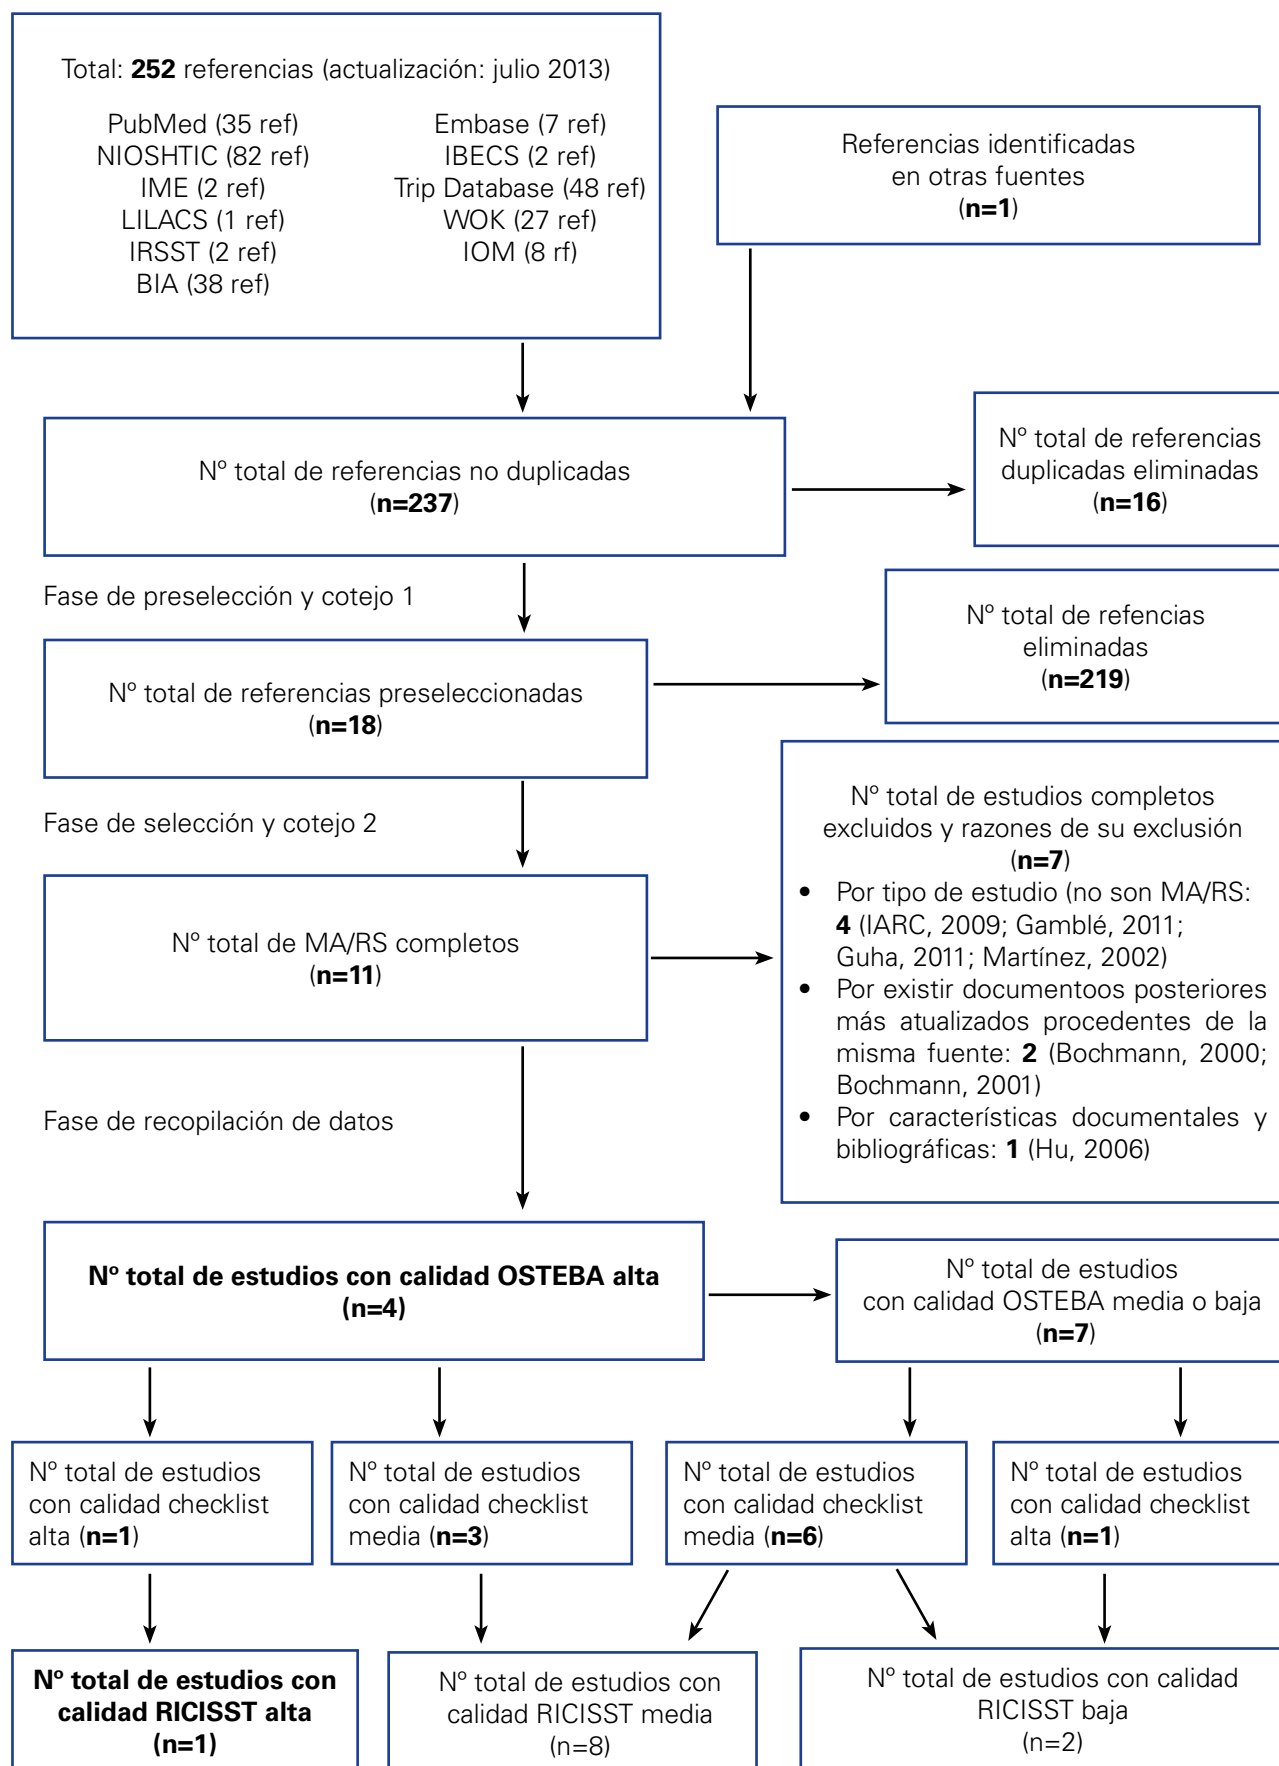 Total: 252 referencias (actualización: julio 2013)
PubMed (35 ref)
NIOSHTIC (82 ref)
IME (2 ref)
LILACS (1 ref)
IRSST (2 ref)
BIA (38 ref)
Embase (7 ref)
IBECS (2 ref)
Trip Database (48 ref)
WOK (27 ref)
IOM (8 rf)
Referencias identificadas
en otras fuentes
(n=1)
Nº total de referencias no duplicadas
(n=237)
Nº total de referencias
duplicadas eliminadas
(n=16)
Fase de preselección y cotejo 1
Nº total de referencias preseleccionadas
(n=18)
Nº total de refencias
eliminadas
(n=219)
Fase de selección y cotejo 2
Nº total de MA/RS completos
(n=11)
Nº total de estudios completos
excluidos y razones de su exclusión
(n=7)
• Por tipo de estudio (no son MA/RS:
4 (IARC, 2009; Gamblé, 2011;
Guha, 2011; Martínez, 2002)
• Por existir documentoos posteriores
más atualizados procedentes de la
misma fuente: 2 (Bochmann, 2000;
Bochmann, 2001)
• Por características documentales y
bibliográficas: 1 (Hu, 2006)
Fase de recopilación de datos
Nº total de estudios con calidad OSTEBA alta
(n=4)
Nº total de estudios
con calidad OSTEBA media o baja
(n=7)
Nº total de estudios
con calidad checklist
alta (n=1)
Nº total de estudios
con calidad checklist
media (n=3)
Nº total de estudios
con calidad checklist
media (n=6)
Nº total de estudios
con calidad checklist
alta (n=1)
Nº total de estudios con
calidad RICISST alta
(n=1)
Nº total de estudios con
calidad RICISST media
(n=8)
Nº total de estudios con calidad
RICISST baja
(n=2)